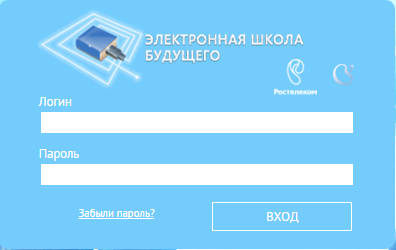 ЭЛЕКТРОННАЯ ШКОЛА
БУДУЩЕГО
Ростелеком
Логин
Пароль
Забыли пароль?
ВХОД